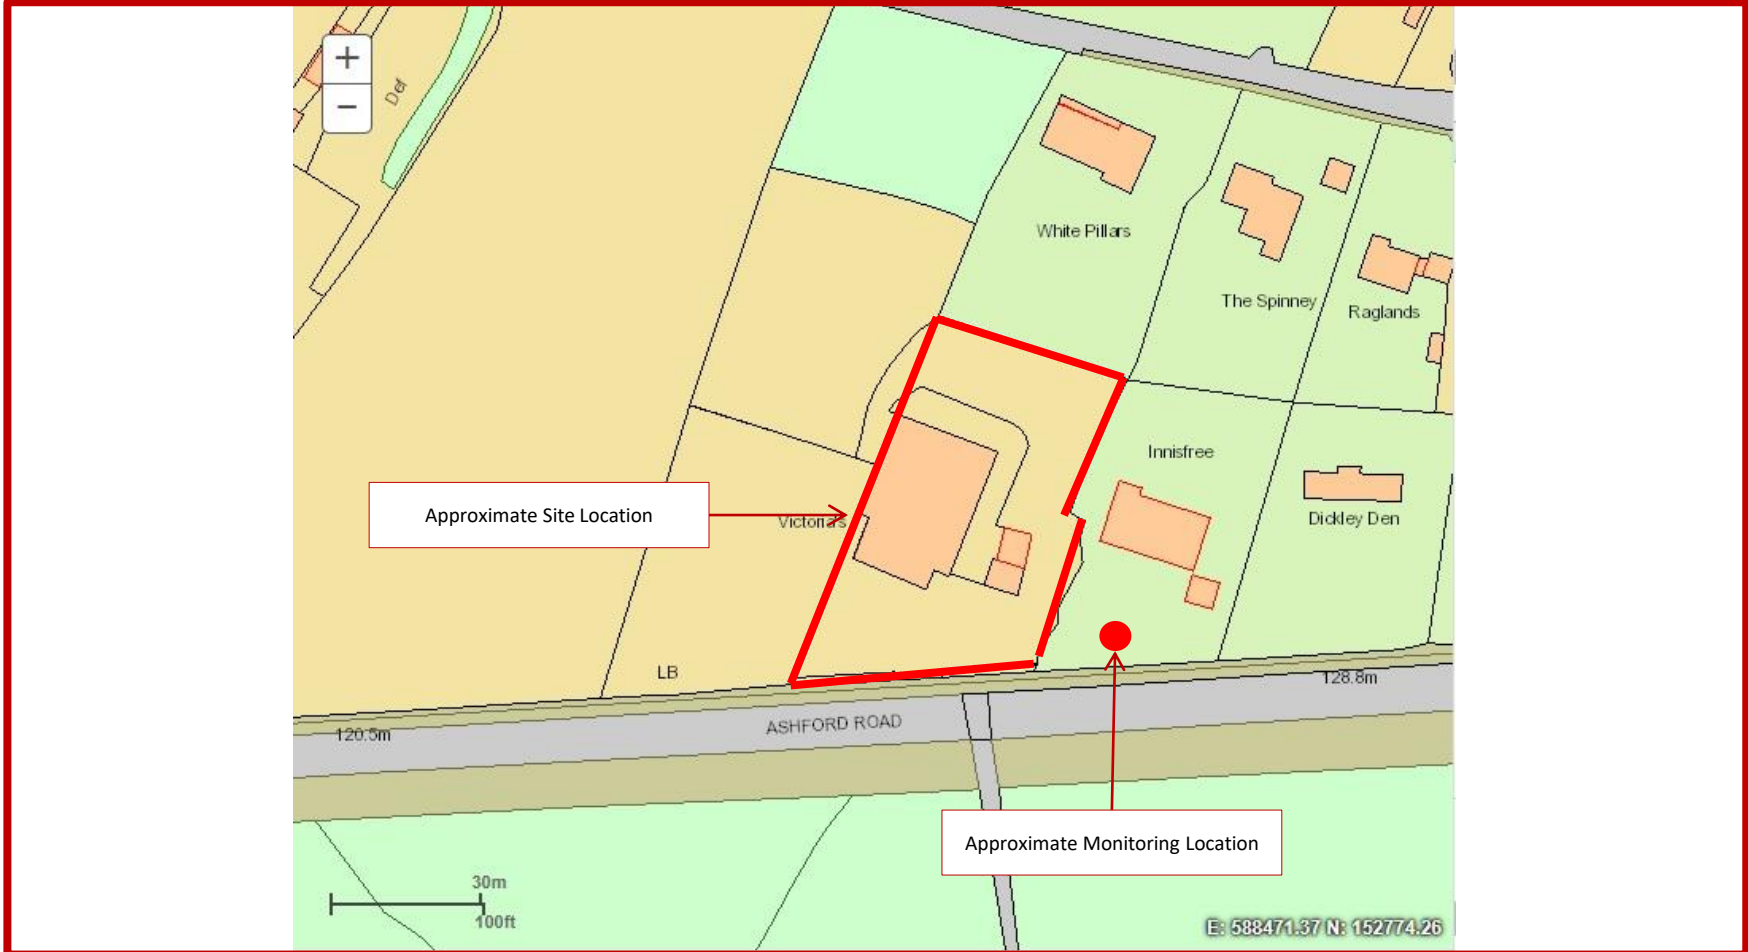 +
−
Def
White Pillars
The Spinney
Raglands
Innisfree
Dickley Den
Approximate Site Location
Victoria's
LB
128.8m
ASHFORD ROAD
120.5m
Approximate Monitoring Location
30m
100ft
E: 588471.37 N: 152774.26